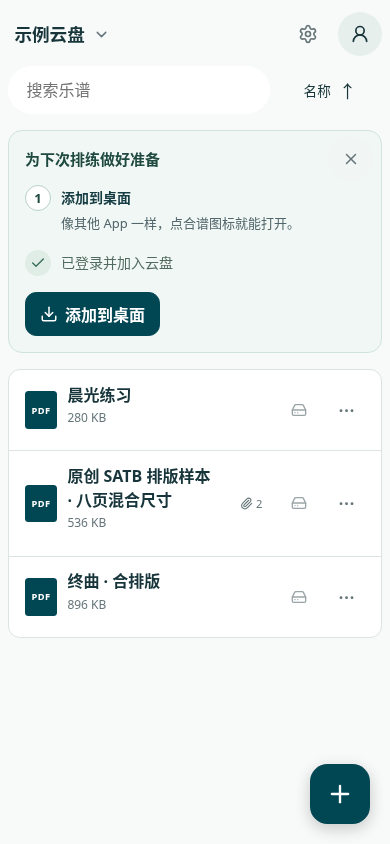 示例云盘
搜索乐谱
名称
为下次排练做好准备
1 添加到桌面
像其他 App 一样，点合谱图标就能打开。
已登录并加入云盘
添加到桌面
PDF
晨光练习
280 KB
PDF
原创 SATB 排版样本
· 八页混合尺寸
536 KB
2
PDF
终曲 · 合排版
896 KB